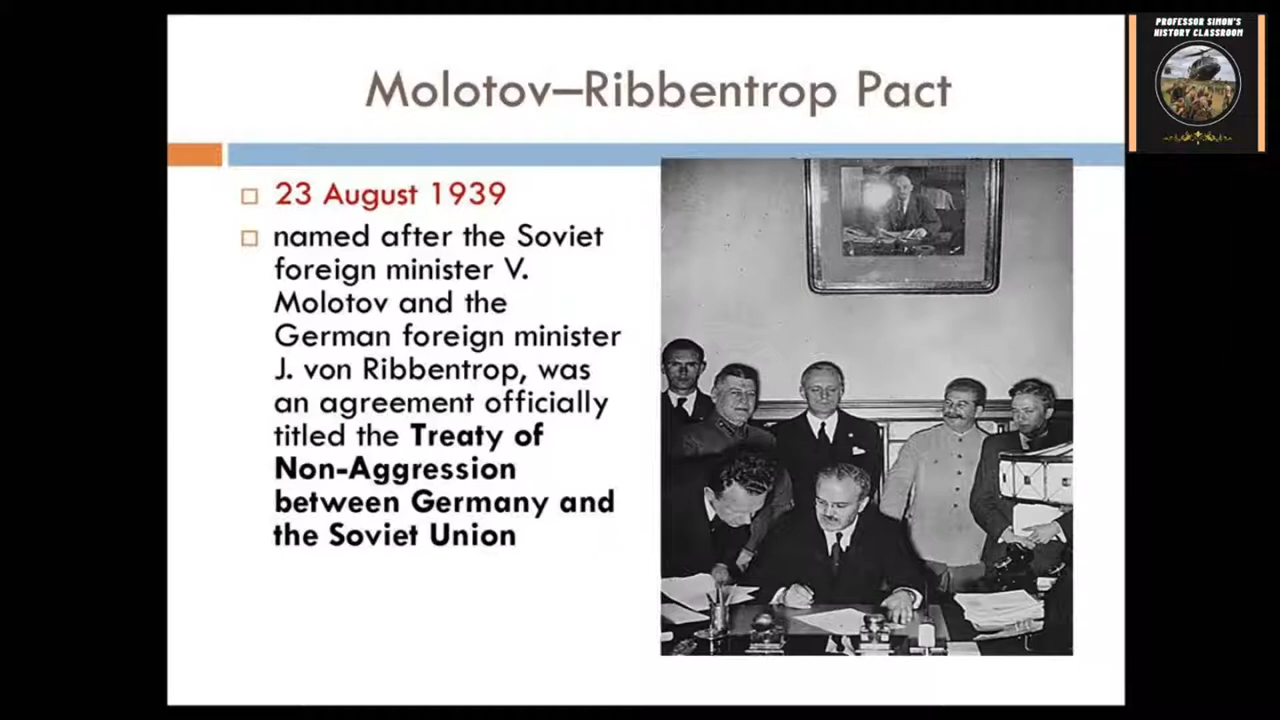 PROFESSOR SIMON'S
HISTORY CLASSROOM
Molotov–Ribbentrop Pact
23 August 1939
named after the Soviet
foreign minister V.
Molotov and the
German foreign minister
J. von Ribbentrop, was
an agreement officially
titled the Treaty of
Non-Aggression
between Germany and
the Soviet Union